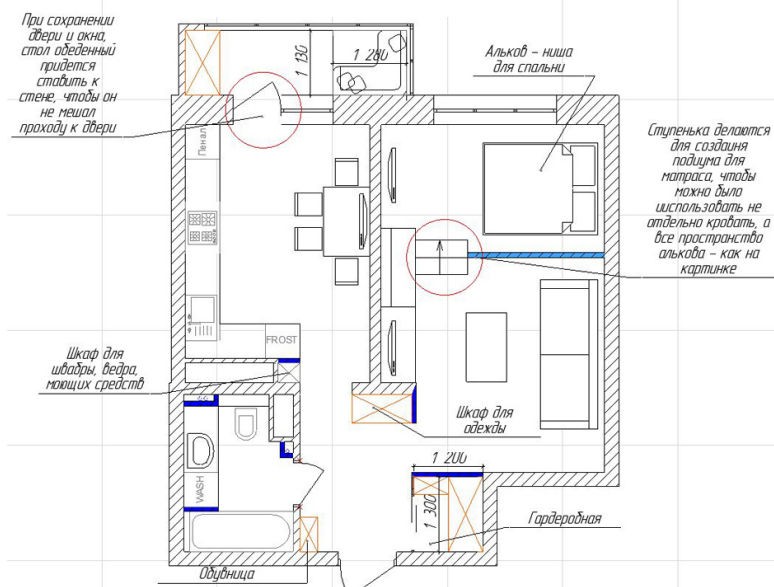 При сохранении
двери и окна,
стол обеденный
придется
ставить к
стене, чтобы он
не мешал
проходу к двери
1 130
1 280
Альков – ниша
для спальни
Ступенька делаются
для создаиня
подиума для
матраса, чтобы
можно было
ииспользовать не
отдельно кровать, а
все пространство
алькова – как на
картинке
Пенал
FROST
Шкаф для
швабры, ведра,
моющих средств
Шкаф для
одежды
1 200
1 300
WASH
Гардеробная
Обувница